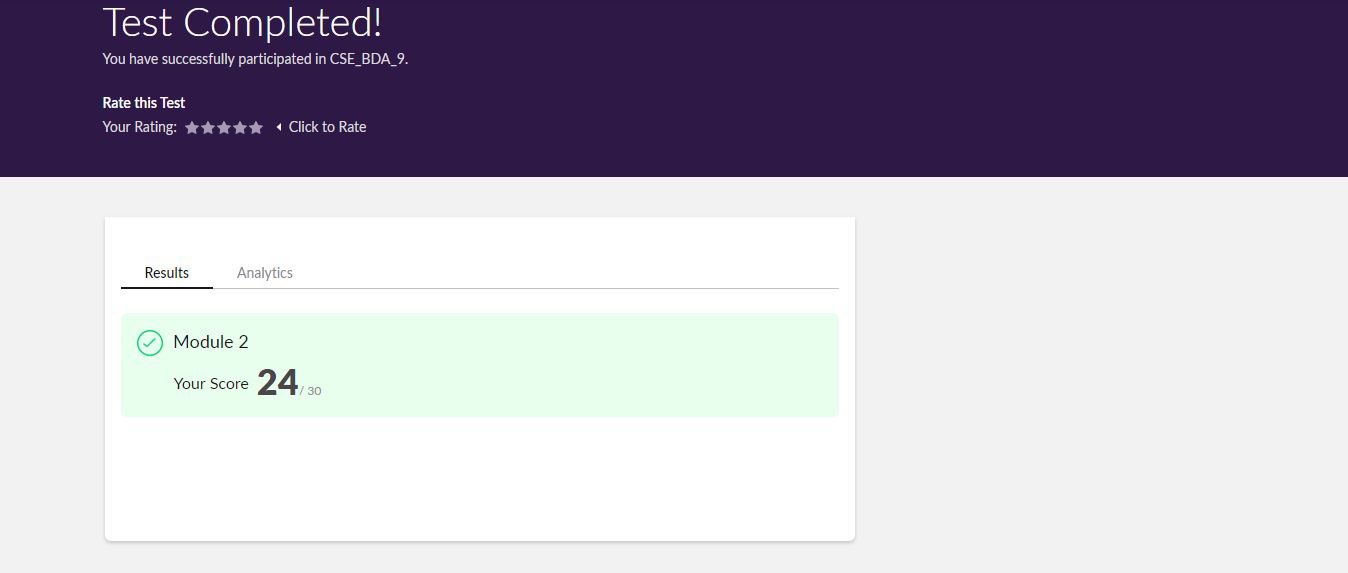 Test Completed!
You have successfully participated in CSE_BDA_9.
Rate this Test
Your Rating: Click to Rate
Results Analytics
Module 2
Your Score 24 / 30